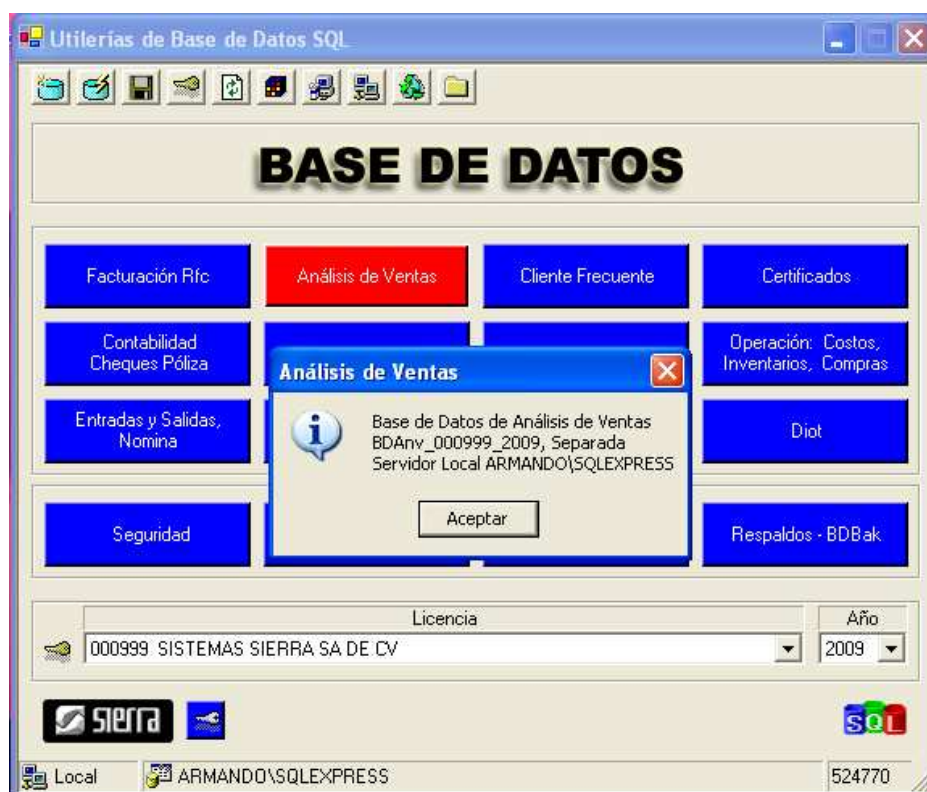 Utilerías de Base de Datos SQL
BASE DE DATOS
Facturación Rfc
Análisis de Ventas
Cliente Frecuente
Certificados
Contabilidad
Cheques Póliza
Operación: Costos,
Inventarios, Compras
Análisis de Ventas
Base de Datos de Análisis de Ventas
BDAnv_000999_2009, Separada
Servidor Local ARMANDO\SQLEXPRESS
Aceptar
Entradas y Salidas,
Nomina
Diot
Seguridad
Respaldos - BDBak
Licencia
Año
000999 SISTEMAS SIERRA SA DE CV
2009
sierra
SQL
Local
ARMANDO\SQLEXPRESS
524770